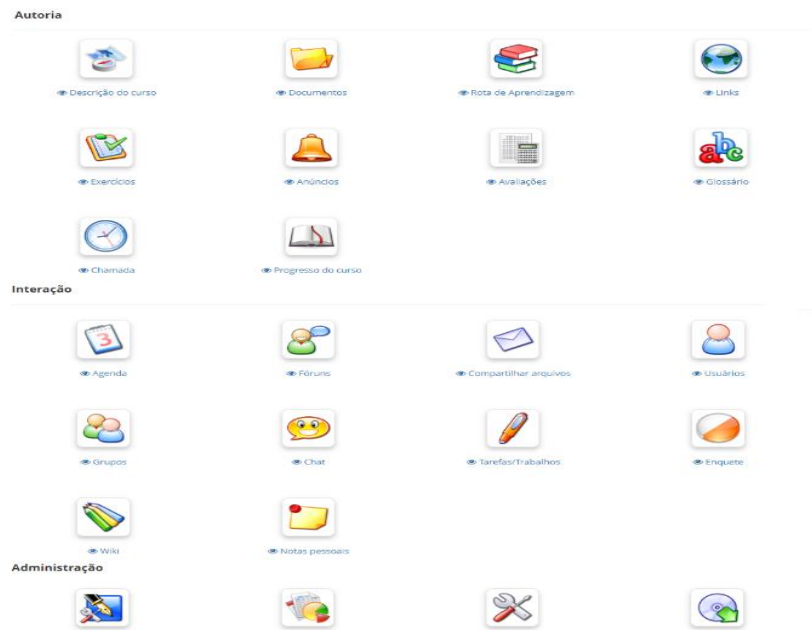 Autoria
Descrição do curso Documentos Rota de Aprendizagem Links
Exercícios Anúncios Avaliações Glossário
Chamada Progresso do curso
Interação
3
Agenda Fóruns Compartilhar arquivos Usuários
Grupos Chat Tarefas/Trabalhos Enquete
Wiki Notas pessoais
Administração